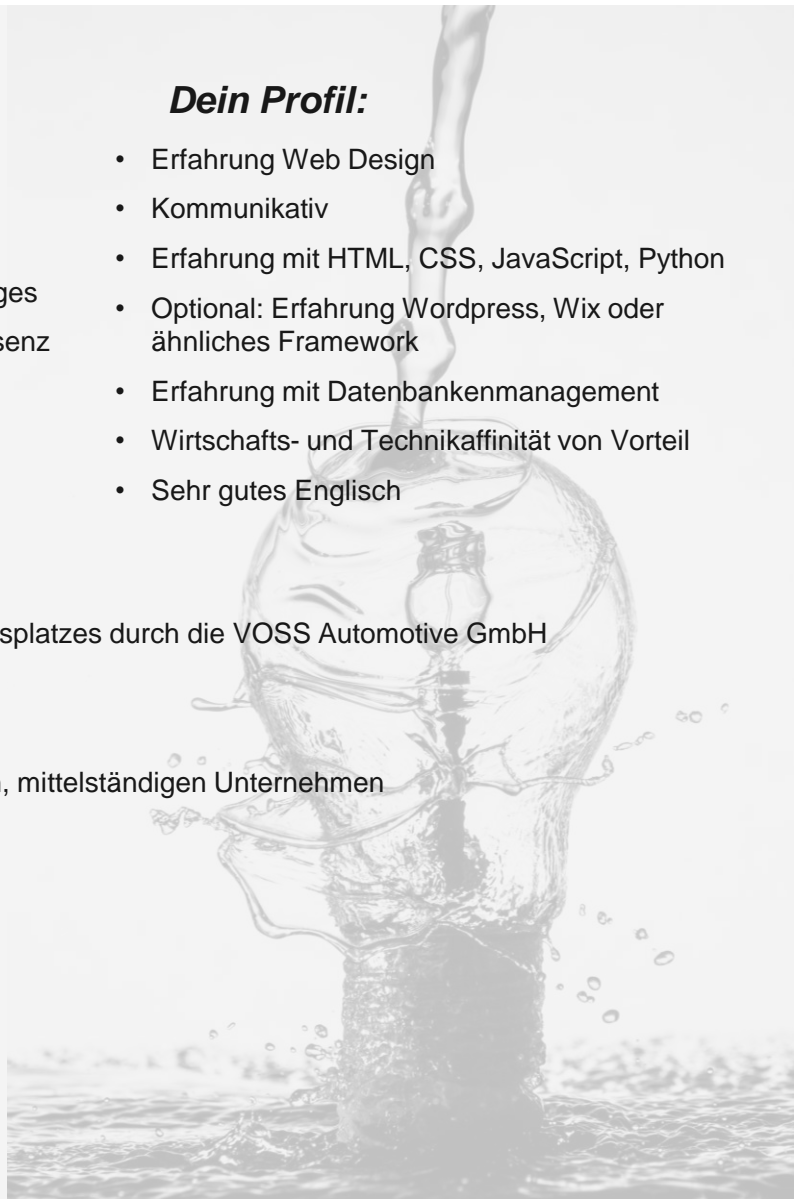 Dein Profil:
• Erfahrung Web Design
• Kommunikativ
• Erfahrung mit HTML, CSS, JavaScript, Python
ges
• Optional: Erfahrung Wordpress, Wix oder
senz
ähnliches Framework
• Erfahrung mit Datenbankenmanagement
• Wirtschafts- und Technikaffinität von Vorteil
• Sehr gutes Englisch
splatzes durch die VOSS Automotive GmbH
, mittelständigen Unternehmen